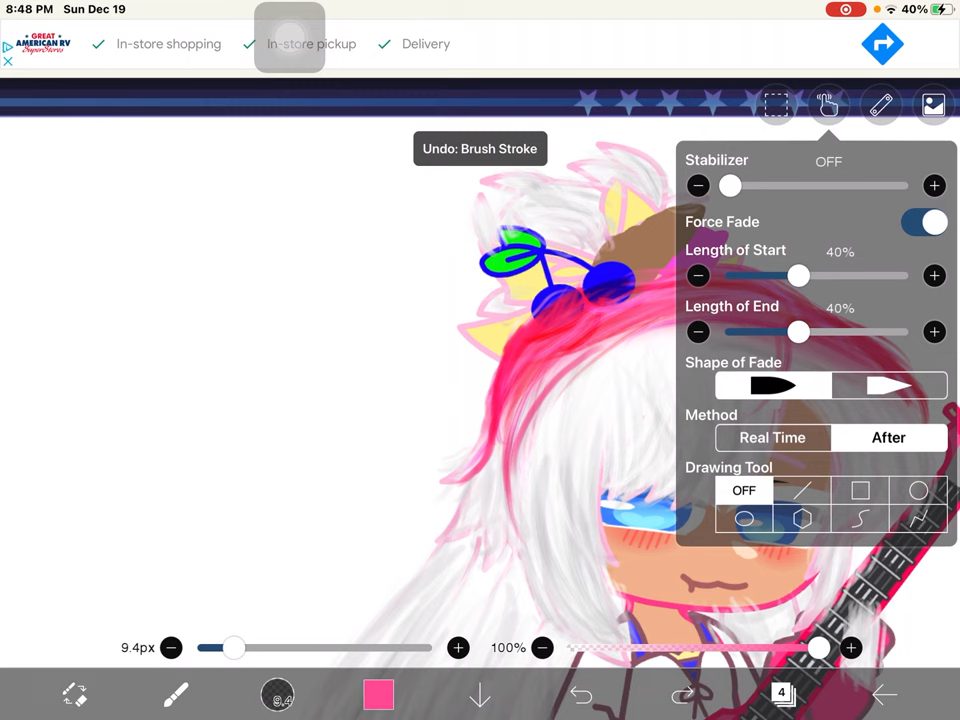 8:48 PM Sun Dec 19
40%
GREAT
AMERICAN RV
SuperStores
In-store shopping
In-store pickup
Delivery
Undo: Brush Stroke
Stabilizer OFF
Force Fade
Length of Start 40%
Length of End 40%
Shape of Fade
Method
Real Time After
Drawing Tool
OFF
9.4px
100%
9.4
4